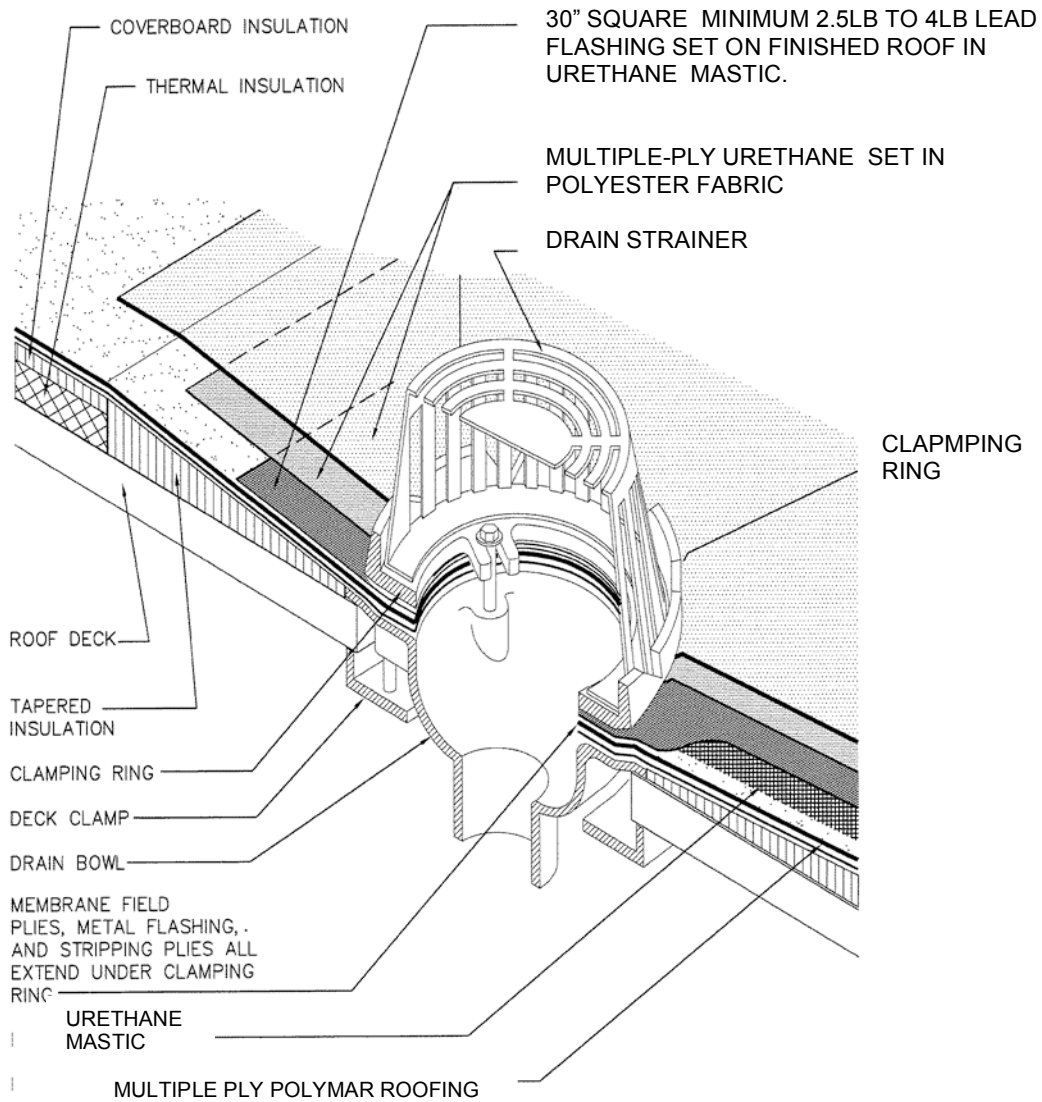 COVERBOARD INSULATION
THERMAL INSULATION
30” SQUARE MINIMUM 2.5LB TO 4LB LEAD
FLASHING SET ON FINISHED ROOF IN
URETHANE MASTIC.
MULTIPLE-PLY URETHANE SET IN
POLYESTER FABRIC
DRAIN STRAINER
CLAPMPING
RING
ROOF DECK
TAPERED
INSULATION
CLAMPING RING
DECK CLAMP
DRAIN BOWL
MEMBRANE FIELD
PLIES, METAL FLASHING, .
AND STRIPPING PLIES ALL
EXTEND UNDER CLAMPING
RING
URETHANE
MASTIC
MULTIPLE PLY POLYMAR ROOFING